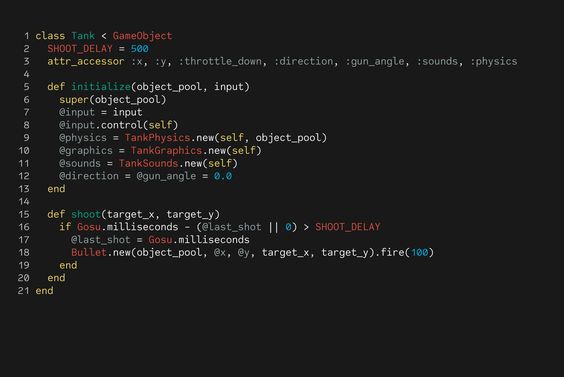 1 class Tank < GameObject
2   SHOOT_DELAY = 500
3   attr_accessor :x, :y, :throttle_down, :direction, :gun_angle, :sounds, :physics
4
5   def initialize(object_pool, input)
6     super(object_pool)
7     @input = input
8     @input.control(self)
9     @physics = TankPhysics.new(self, object_pool)
10     @graphics = TankGraphics.new(self)
11     @sounds = TankSounds.new(self)
12     @direction = @gun_angle = 0.0
13   end
14
15   def shoot(target_x, target_y)
16     if Gosu.milliseconds - (@last_shot || 0) > SHOOT_DELAY
17       @last_shot = Gosu.milliseconds
18       Bullet.new(object_pool, @x, @y, target_x, target_y).fire(100)
19     end
20   end
21 end